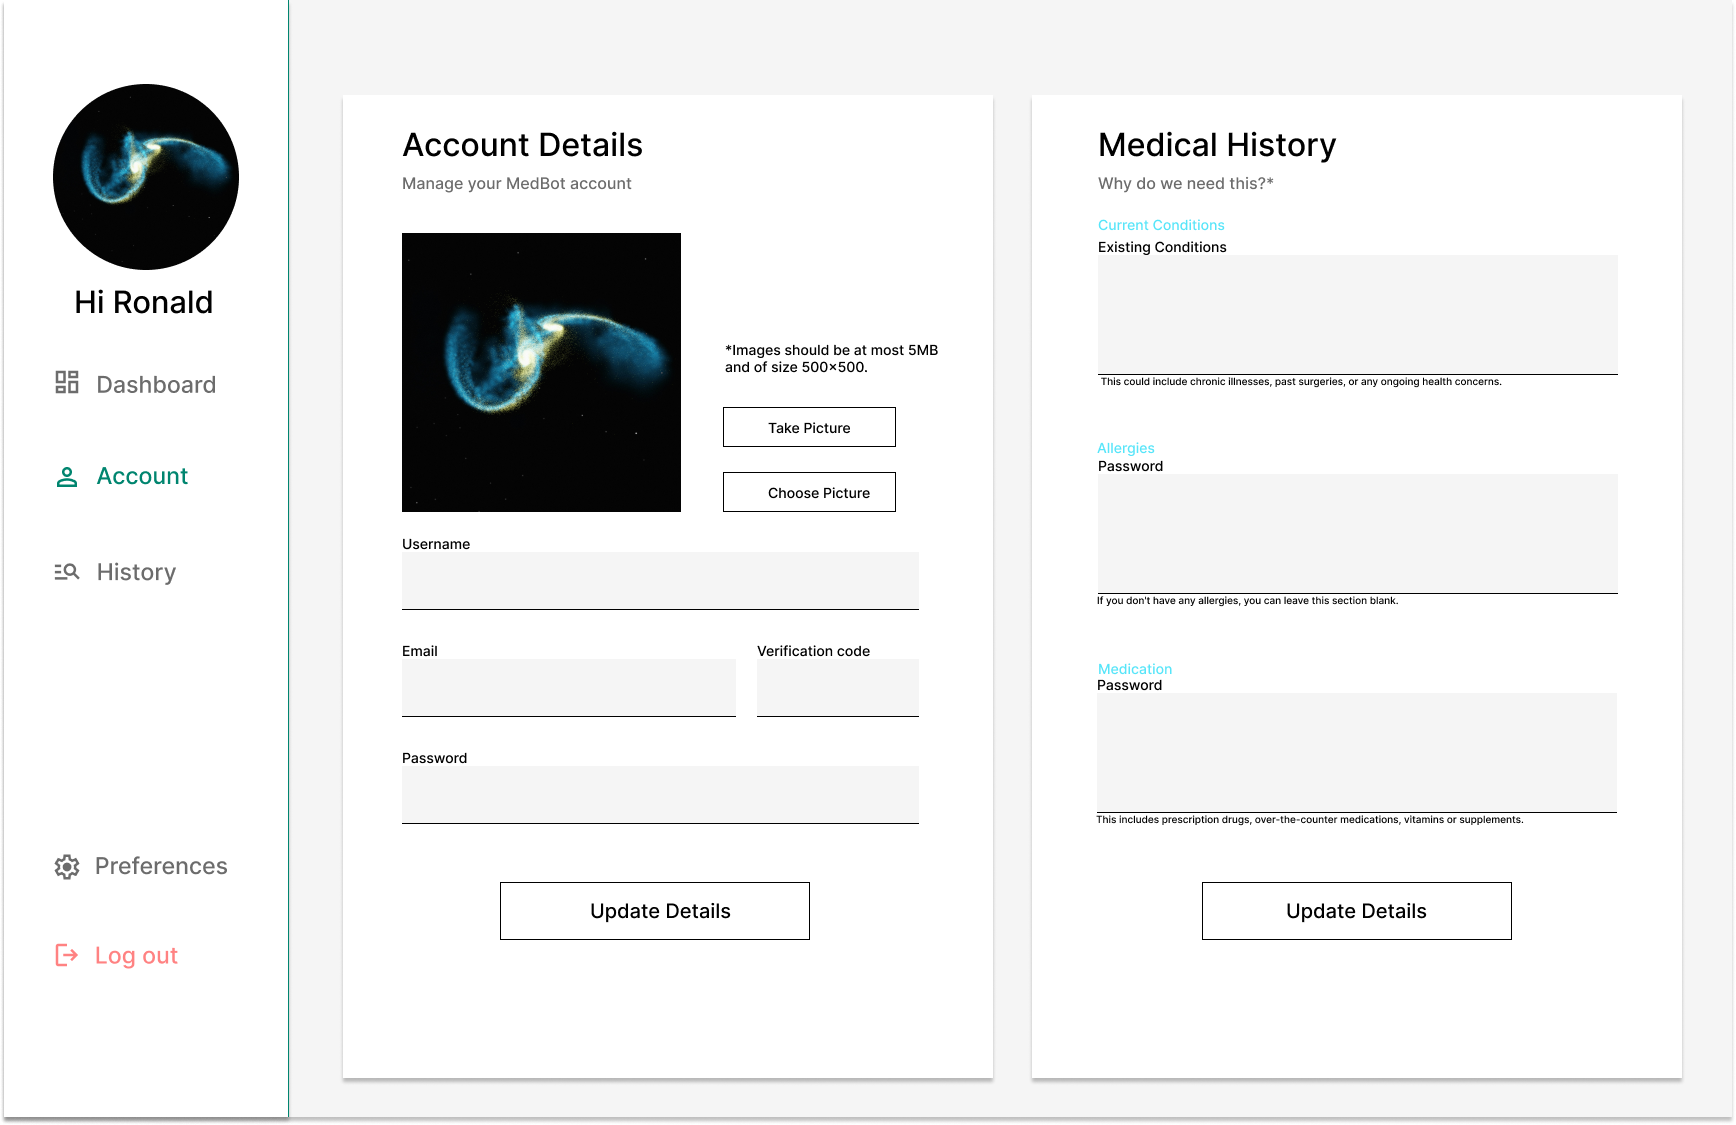 Hi Ronald
Dashboard
Account
History
Preferences
Log out
Account Details
Manage your MedBot account
*Images should be at most 5MB
and of size 500x500.
Take Picture
Choose Picture
Username
Email
Verification code
Password
Update Details
Medical History
Why do we need this?*
Current Conditions
Existing Conditions
This could include chronic illnesses, past surgeries, or any ongoing health concerns.
Allergies
Password
If you don't have any allergies, you can leave this section blank.
Medication
Password
This includes prescription drugs, over-the-counter medications, vitamins or supplements.
Update Details